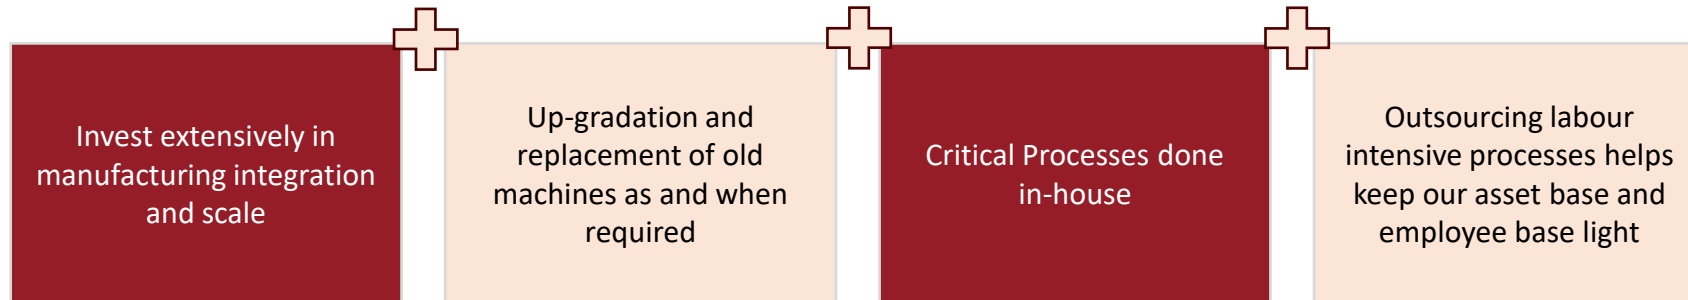 Invest extensively in
manufacturing integration
and scale
Up-gradation and
replacement of old
machines as and when
required
Critical Processes done
in-house
Outsourcing labour
intensive processes helps
keep our asset base and
employee base light